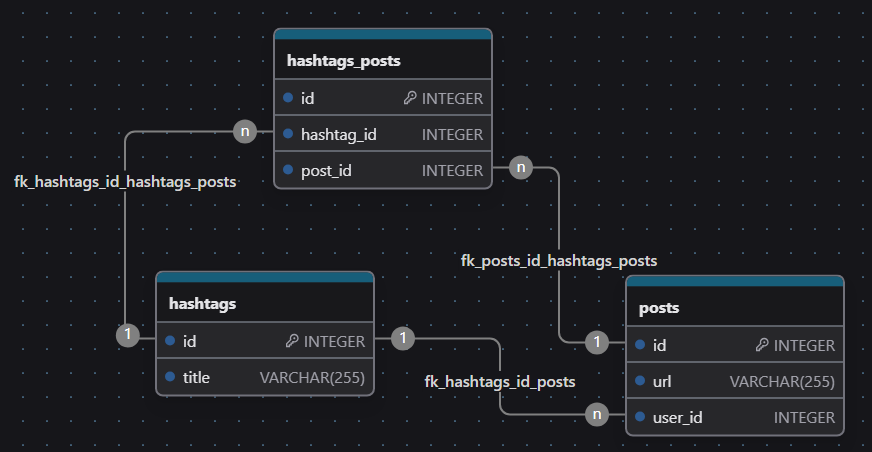 hashtags_posts
id INTEGER
hashtag_id INTEGER
post_id INTEGER
n
n
fk_hashtags_id_hashtags_posts
fk_posts_id_hashtags_posts
hashtags
id INTEGER
title VARCHAR(255)
1
1
fk_hashtags_id_posts
posts
id INTEGER
url VARCHAR(255)
user_id INTEGER
1
n